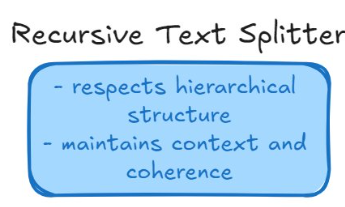 Recursive Text Splitter
- respects hierarchical
structure
- maintains context and
coherence